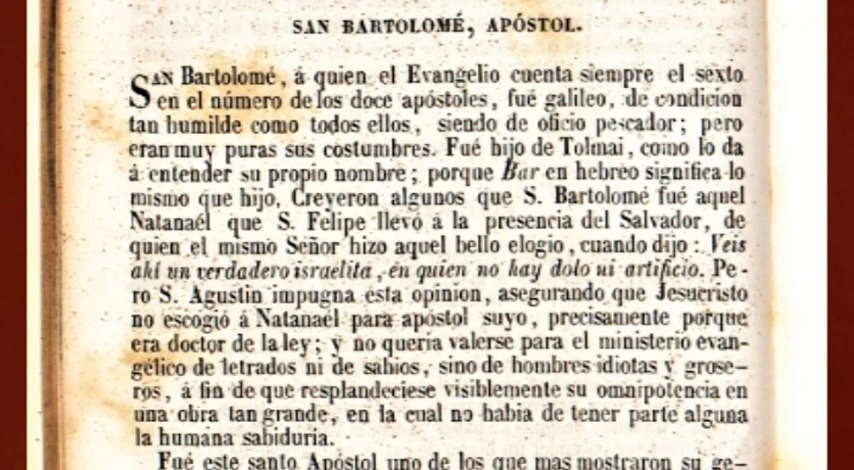 SAN BARTOLOMÉ, APÓSTOL.
SAN Bartolomé, á quien el Evangelio cuenta siempre el sexto
en el número de los doce apóstoles, fué galileo, de condicion
tan humilde como todos ellos, siendo de oficio pescador; pero
eran muy puras sus costumbres. Fué hijo de Tolmai, como lo da
á entender su propio nombre; porque Bar en hebreo significa lo
mismo que hijo, Creyeron algunos que S. Bartolomé fué aquel
Natanaél que S. Felipe llevó á la presencia del Salvador, de
quien el mismo Señor hizo aquel bello elogio, cuando dijo: Veis
ahí un verdadero israelita, en quien no hay dolo ni artificio. Pe-
ro S. Agustin impugna esta opinion, asegurando que Jesucristo
no escogió á Natanaél para apóstol suyo, precisamente porque
era doctor de la ley; y no queria valerse para el ministerio evan-
gélico de letrados ni de sábios, sino de hombres idiotas y grose-
ros, á fin de que resplandeciese visiblemente su omnipotencia en
una obra tan grande, en la cual no habia de tener parte alguna
la humana sabiduria.
Fué este santo Apóstol uno de los que mas mostraron su ge-